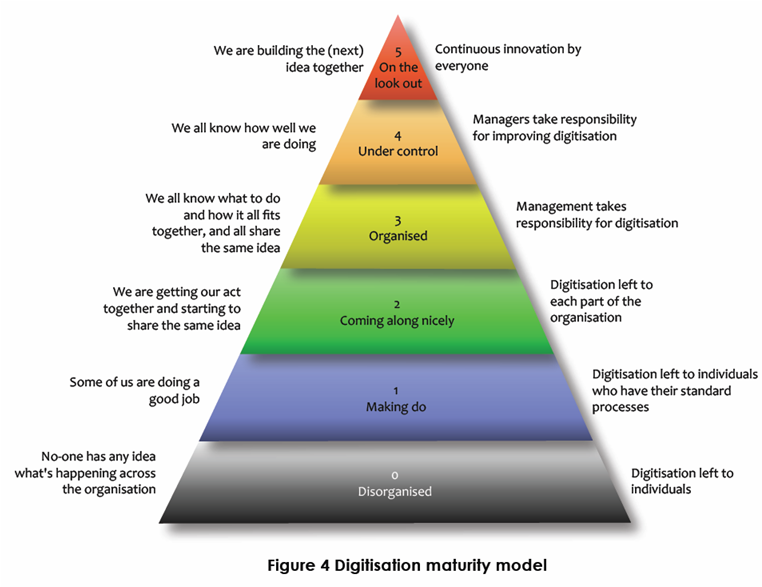 We are building the (next)
idea together
5
On the
look out
Continuous innovation by
everyone
We all know how well we
are doing
4
Under control
Managers take responsibility
for improving digitisation
We all know what to do
and how it all fits
together, and all share
the same idea
3
Organised
Management takes
responsibility for digitisation
We are getting our act
together and starting to
share the same idea
2
Coming along nicely
Digitisation left to
each part of the
organisation
Some of us are doing a
good job
1
Making do
Digitisation left to individuals
who have their standard
processes
No-one has any idea
what's happening across
the organisation
0
Disorganised
Digitisation left to
individuals
Figure 4 Digitisation maturity model